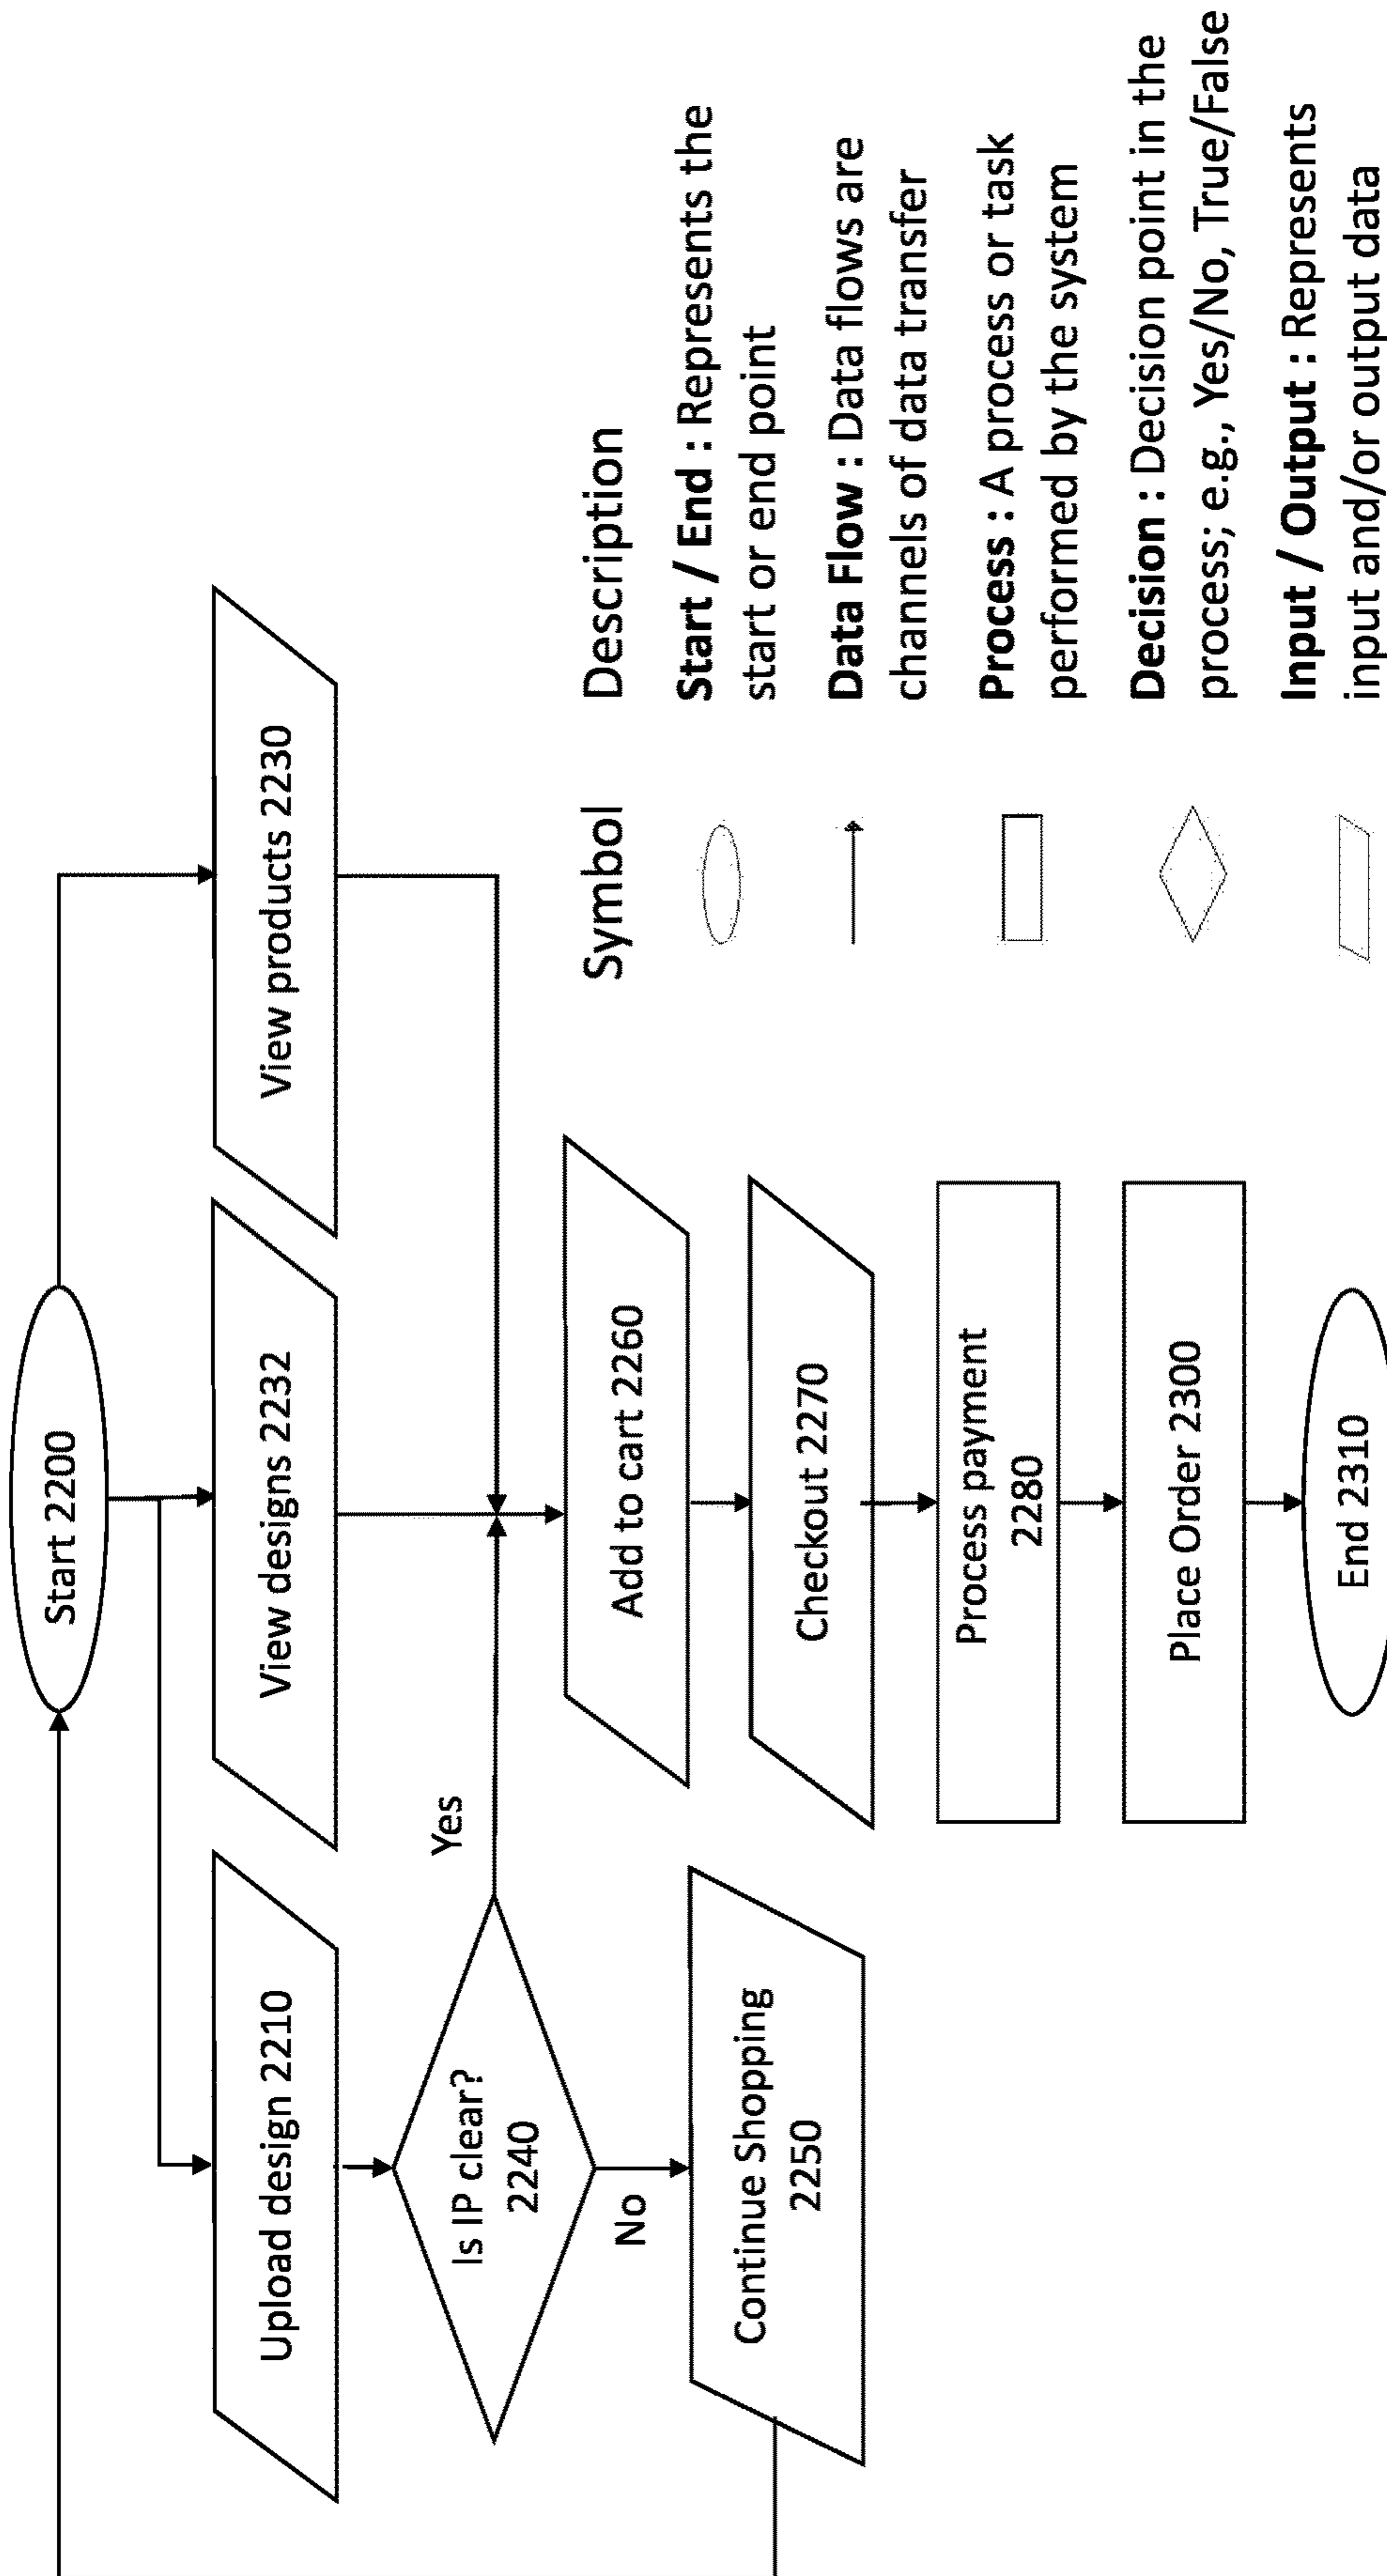 Start 2200
Upload design 2210
View designs 2232
View products 2230
Is IP clear?
2240
Yes
No
Continue Shopping
2250
Add to cart 2260
Checkout 2270
Process payment
2280
Place Order 2300
End 2310
Symbol
Description
Start / End : Represents the
start or end point
Data Flow : Data flows are
channels of data transfer
Process : A process or task
performed by the system
Decision : Decision point in the
process; e.g., Yes/No, True/False
Input / Output : Represents
input and/or output data